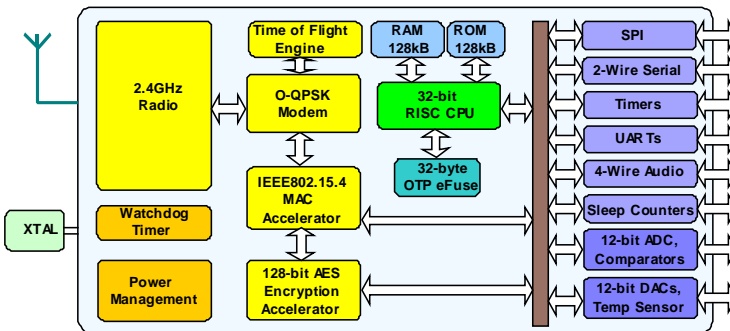 Time of Flight
Engine
RAM
128kB
ROM
128kB
SPI
2-Wire Serial
2.4GHz
Radio
O-QPSK
Modem
32-bit
RISC CPU
Timers
UARTs
32-byte
OTP eFuse
4-Wire Audio
IEEE802.15.4
MAC
Accelerator
Sleep Counters
XTAL
Watchdog
Timer
12-bit ADC,
Comparators
Power
Management
128-bit AES
Encryption
Accelerator
12-bit DACs,
Temp Sensor